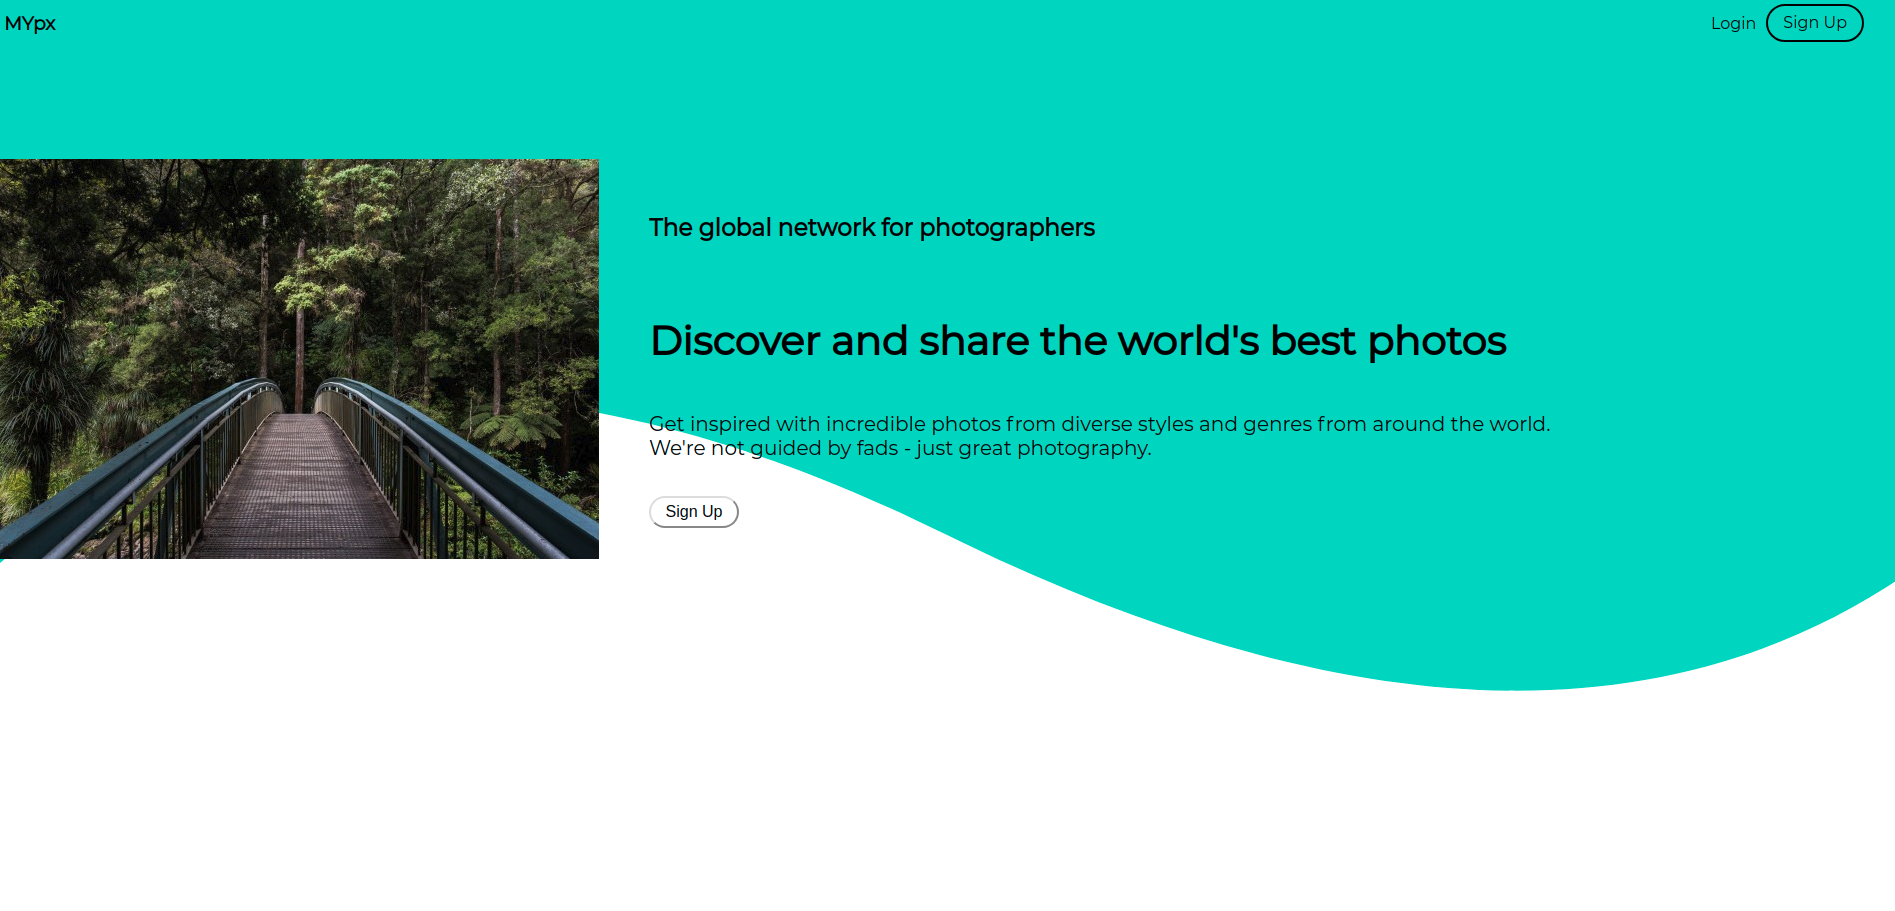 MYpx
Login
Sign Up
The global network for photographers
Discover and share the world's best photos
Get inspired with incredible photos from diverse styles and genres from around the world.
We're not guided by fads - just great photography.
Sign Up